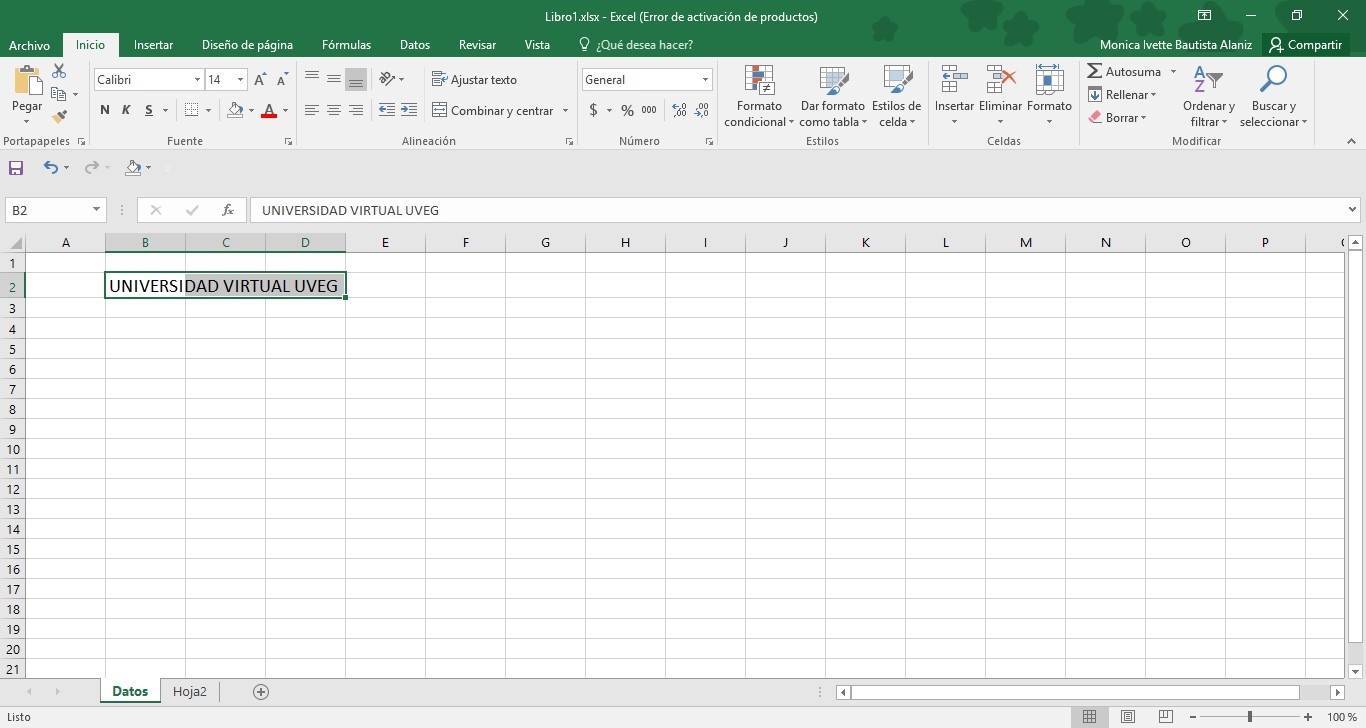 Libro1.xlsx - Excel (Error de activación de productos)
Archivo Inicio Insertar Diseño de página Fórmulas Datos Revisar Vista ¿Qué desea hacer? Monica Ivette Bautista Alaniz Compartir
Pegar
Calibri 14
N K S
Ajustar texto
Combinar y centrar
General
$ % 000
Formato condicional
Dar formato como tabla
Estilos de celda
Insertar Eliminar Formato
Autosuma
Rellenar
Borrar
Ordenar y filtrar
Buscar y seleccionar
Portapapeles Fuente Alineación Número Estilos Celdas Modificar
B2 fx UNIVERSIDAD VIRTUAL UVEG
A B C D E F G H I J K L M N O P
1
2 UNIVERSIDAD VIRTUAL UVEG
3
4
5
6
7
8
9
10
11
12
13
14
15
16
17
18
19
20
21
Datos Hoja2
Listo 100 %